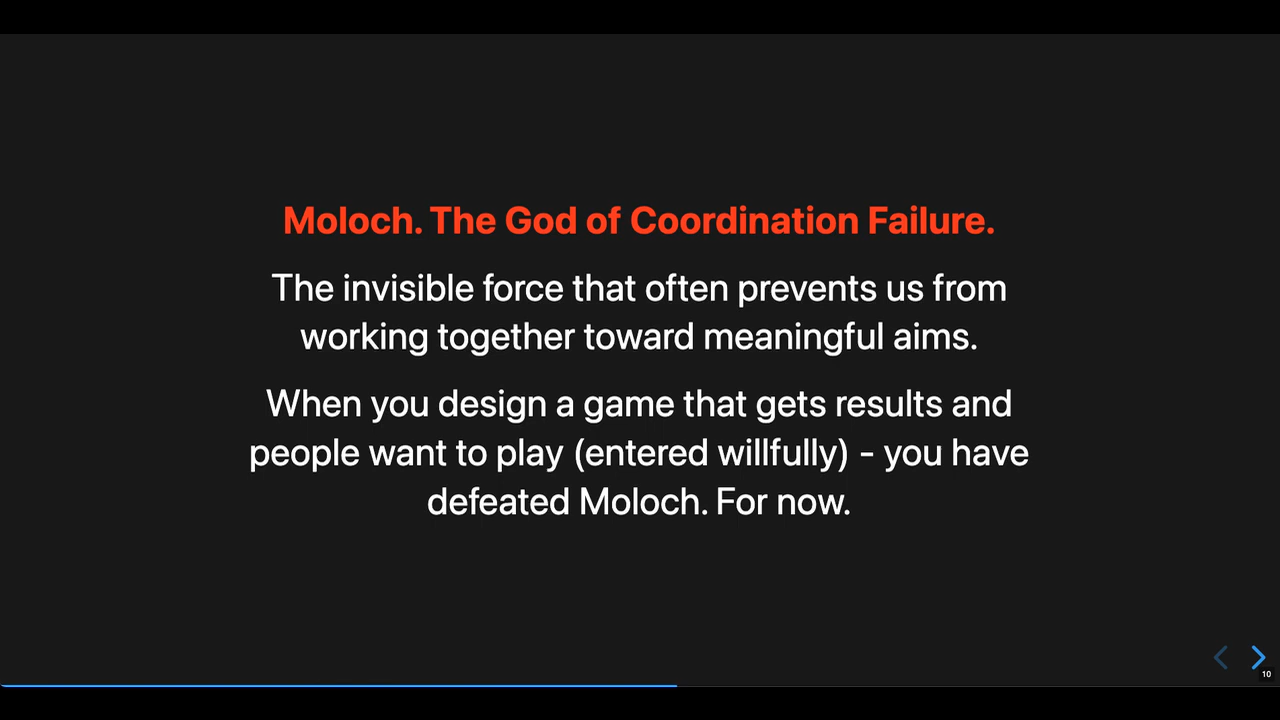 Moloch. The God of Coordination Failure.
The invisible force that often prevents us from
working together toward meaningful aims.
When you design a game that gets results and
people want to play (entered willfully) - you have
defeated Moloch. For now.
10